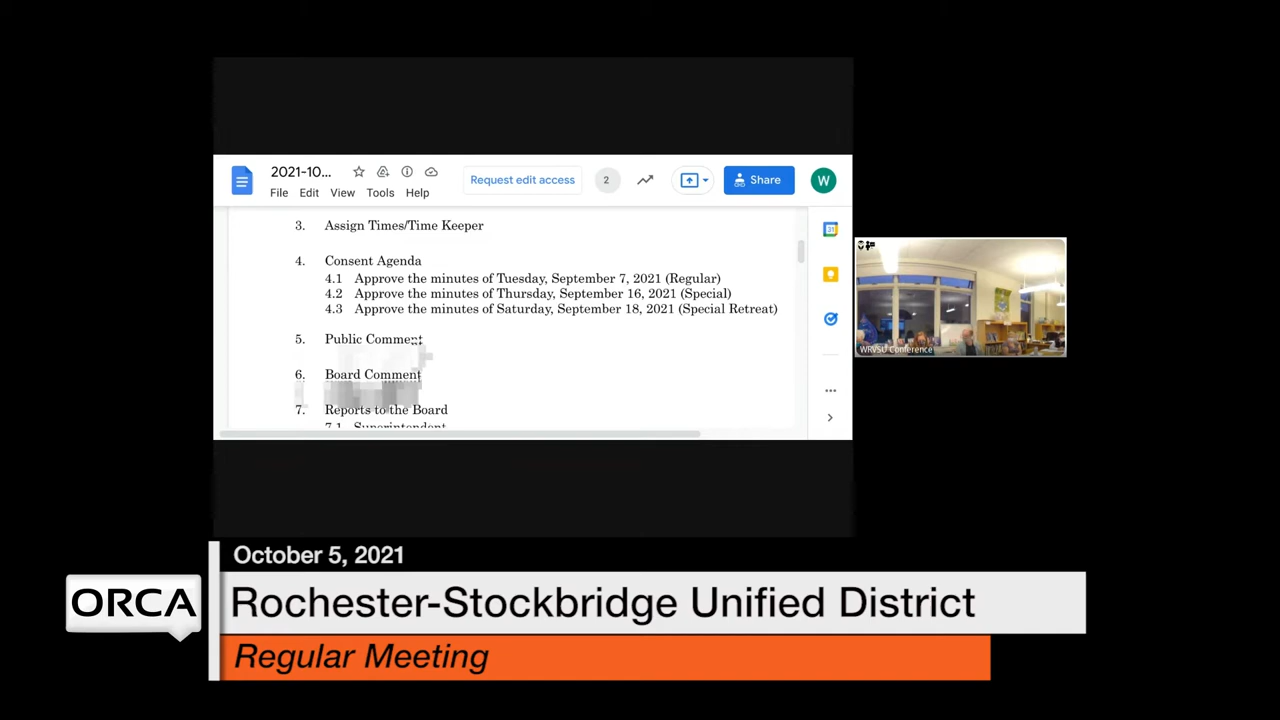 2021-10...
File Edit View Tools Help
Request edit access
2
Share
W
31
3. Assign Times/Time Keeper
4. Consent Agenda
4.1 Approve the minutes of Tuesday, September 7, 2021 (Regular)
4.2 Approve the minutes of Thursday, September 16, 2021 (Special)
4.3 Approve the minutes of Saturday, September 18, 2021 (Special Retreat)
5. Public Comment
6. Board Comment
7. Reports to the Board
7.1 Superintendent
WRVSU Conference
October 5, 2021
ORCA
Rochester-Stockbridge Unified District
Regular Meeting